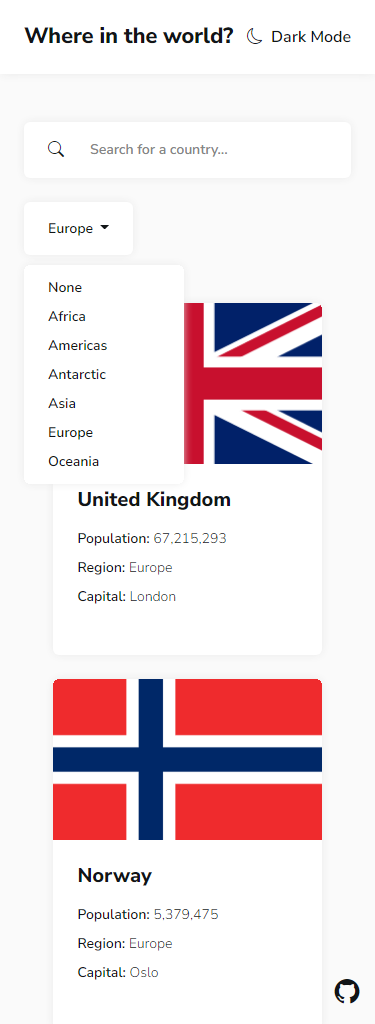 Where in the world? Dark Mode
Search for a country...
Europe
None
Africa
Americas
Antarctic
Asia
Europe
Oceania
United Kingdom
Population: 67,215,293
Region: Europe
Capital: London
Norway
Population: 5,379,475
Region: Europe
Capital: Oslo